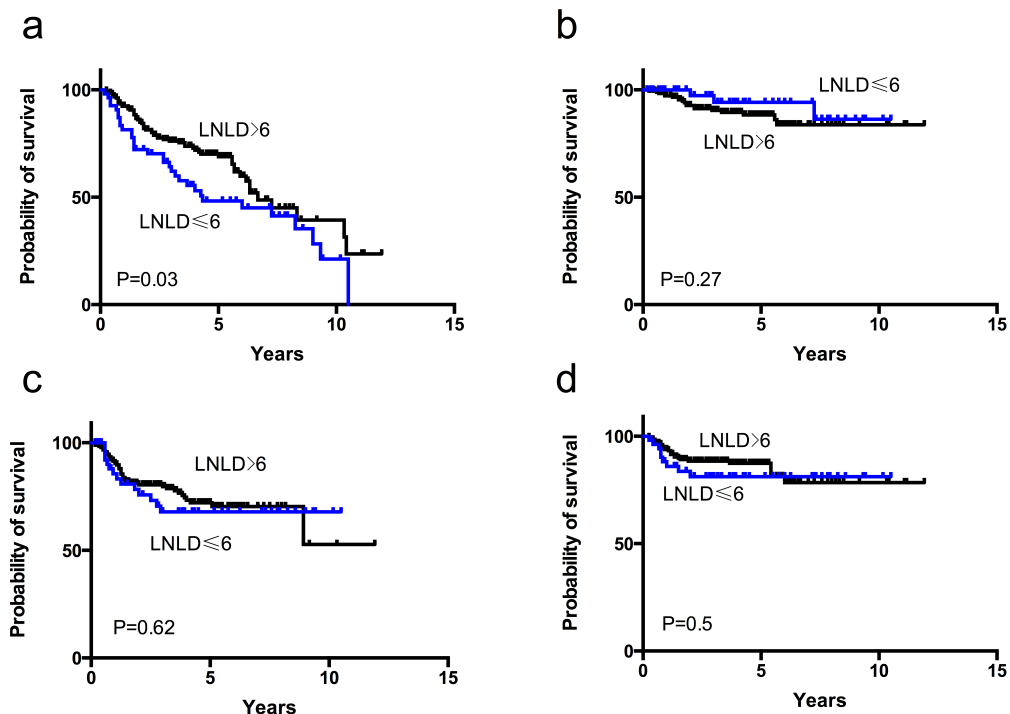 a
Probability of survival
100
50
0
LNLD>6
LNLD≤6
P=0.03
0 5 10 15
Years
b
Probability of survival
100
50
0
LNLD≤6
LNLD>6
P=0.27
0 5 10 15
Years
c
Probability of survival
100
50
0
LNLD>6
LNLD≤6
P=0.62
0 5 10 15
Years
d
Probability of survival
100
50
0
LNLD>6
LNLD≤6
P=0.5
0 5 10 15
Years